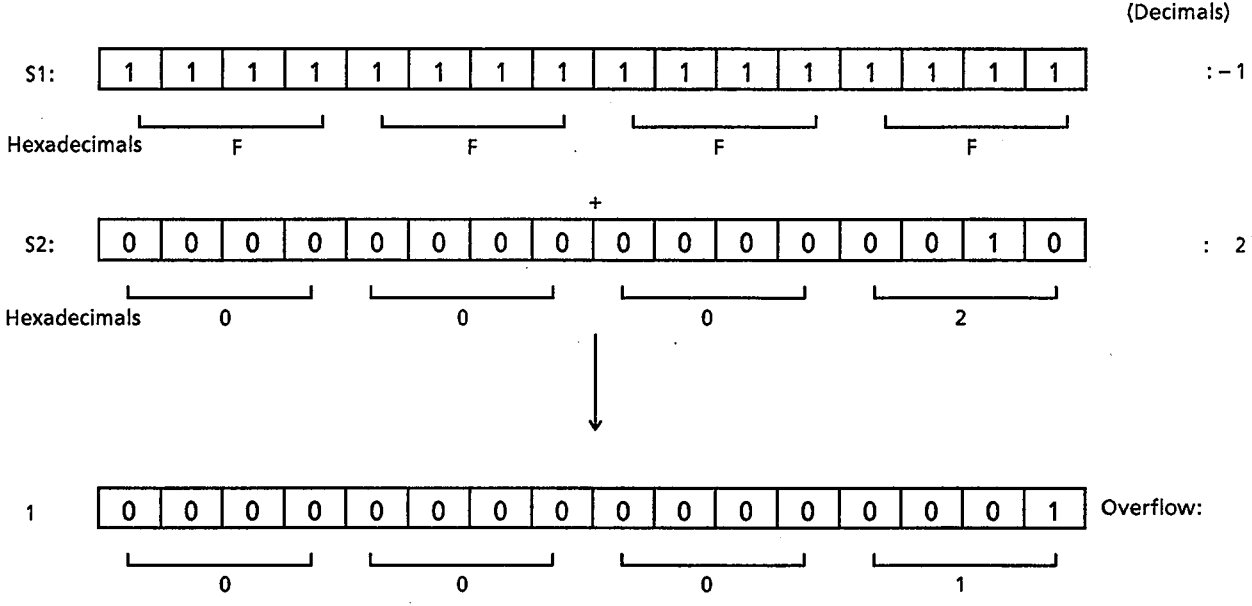 (Decimals)
S1: 1 1 1 1 1 1 1 1 1 1 1 1 1 1 1 1 :–1
Hexadecimals F F F F
+
S2: 0 0 0 0 0 0 0 0 0 0 0 0 0 0 1 0 : 2
Hexadecimals 0 0 0 2
1 0 0 0 0 0 0 0 0 0 0 0 0 0 0 0 1 Overflow:
0 0 0 1